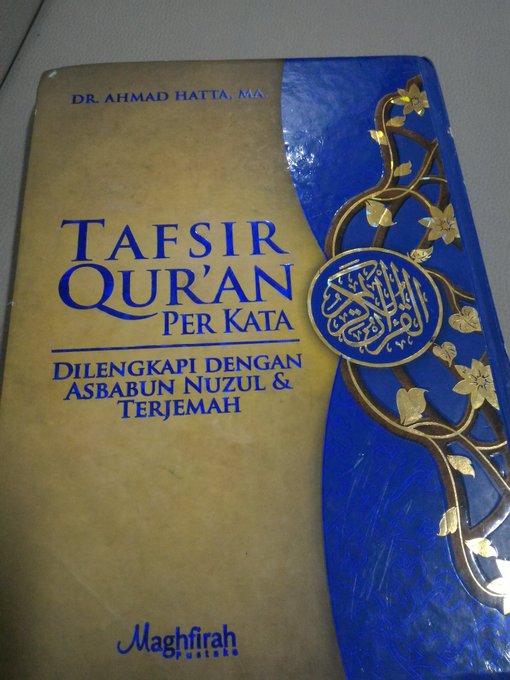 DR. AHMAD HATTA, MA.
TAFSIR
QUR'AN
PER KATA
DILENGKAPI DENGAN
ASBABUN NUZUL &
TERJEMAH
القرآن الكريم
Maghfirah
Pustaka